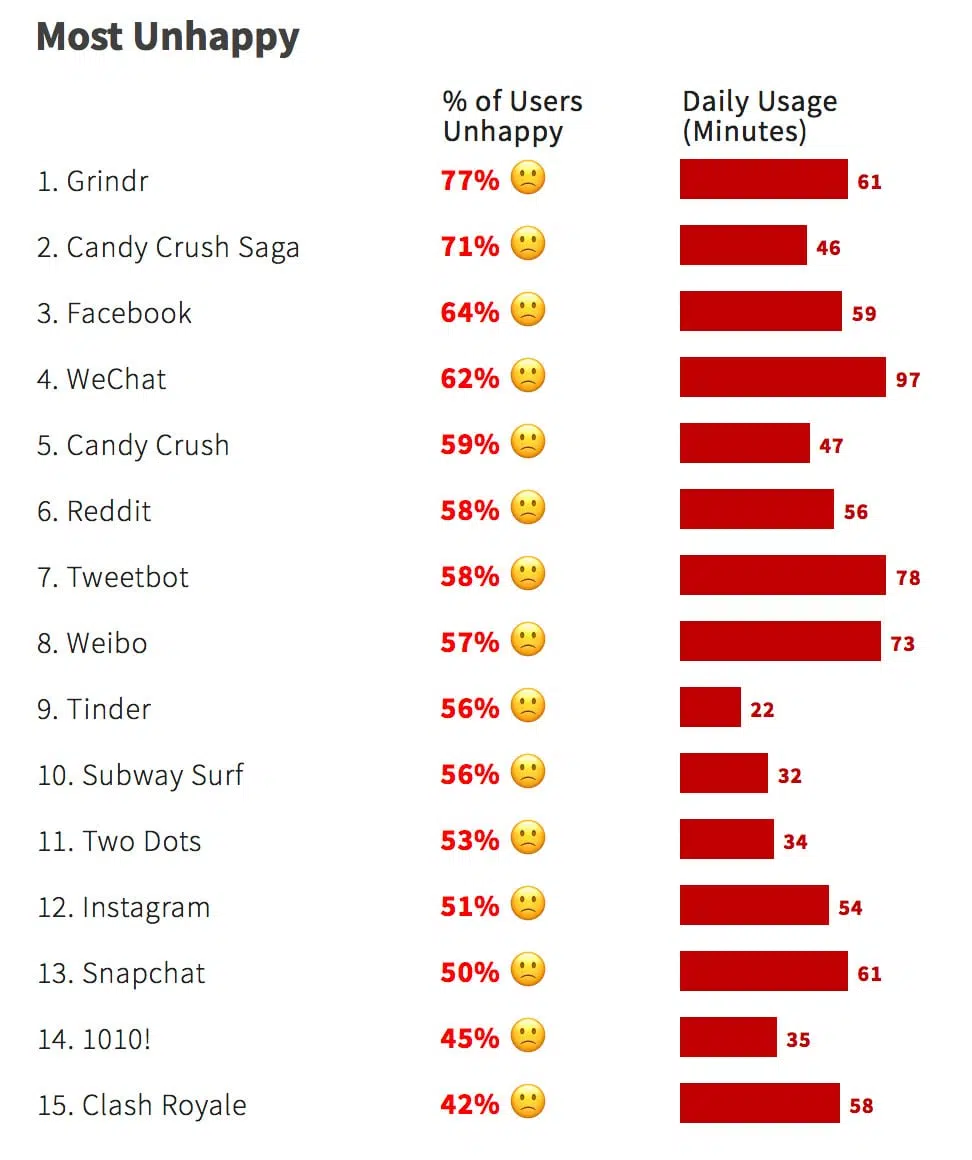 Most Unhappy
% of Users Unhappy
Daily Usage (Minutes)
1. Grindr 77% 61
2. Candy Crush Saga 71% 46
3. Facebook 64% 59
4. WeChat 62% 97
5. Candy Crush 59% 47
6. Reddit 58% 56
7. Tweetbot 58% 78
8. Weibo 57% 73
9. Tinder 56% 22
10. Subway Surf 56% 32
11. Two Dots 53% 34
12. Instagram 51% 54
13. Snapchat 50% 61
14. 1010! 45% 35
15. Clash Royale 42% 58